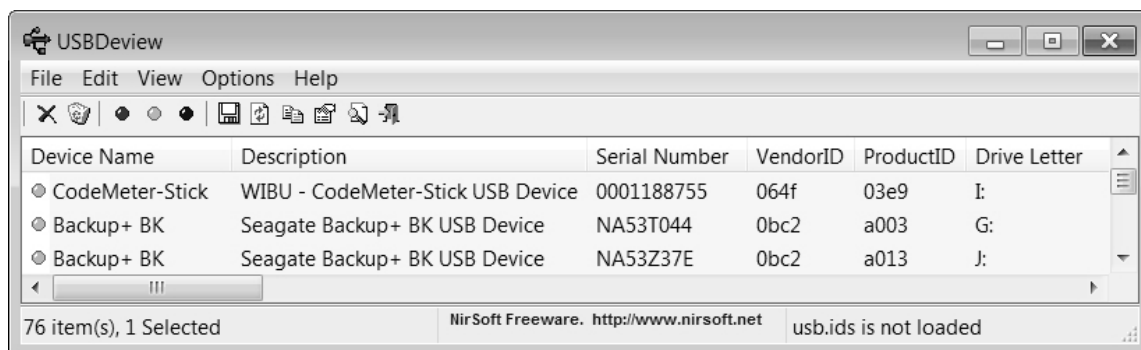 USBDeview
File Edit View Options Help
Device Name Description Serial Number VendorID ProductID Drive Letter
CodeMeter-Stick WIBU - CodeMeter-Stick USB Device 0001188755 064f 03e9 I:
Backup+ BK Seagate Backup+ BK USB Device NA53T044 0bc2 a003 G:
Backup+ BK Seagate Backup+ BK USB Device NA53Z37E 0bc2 a013 J:
76 item(s), 1 Selected NirSoft Freeware. http://www.nirsoft.net usb.ids is not loaded